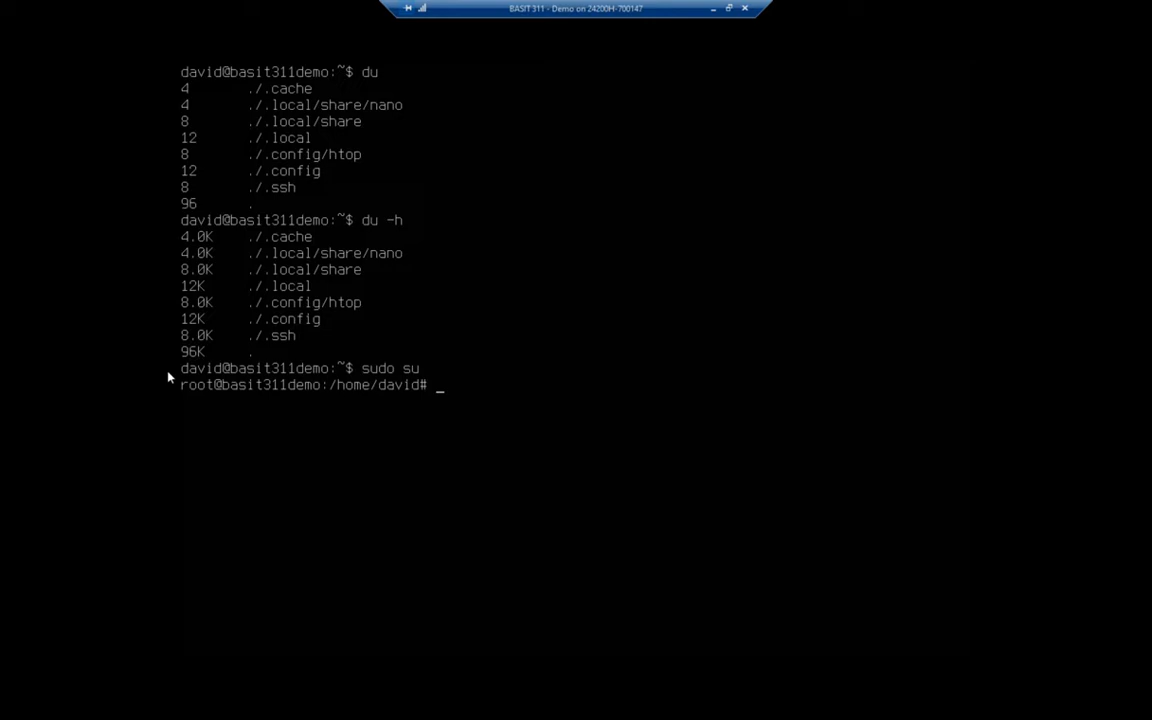 BASIT 311 - Demo on 24200H-700147
david@basit311demo:~$ du
4 ./.cache
4 ./.local/share/nano
8 ./.local/share
12 ./.local
8 ./.config/htop
12 ./.config
8 ./.ssh
96 .
david@basit311demo:~$ du -h
4.0K ./.cache
4.0K ./.local/share/nano
8.0K ./.local/share
12K ./.local
8.0K ./.config/htop
12K ./.config
8.0K ./.ssh
96K .
david@basit311demo:~$ sudo su
root@basit311demo:/home/david# _